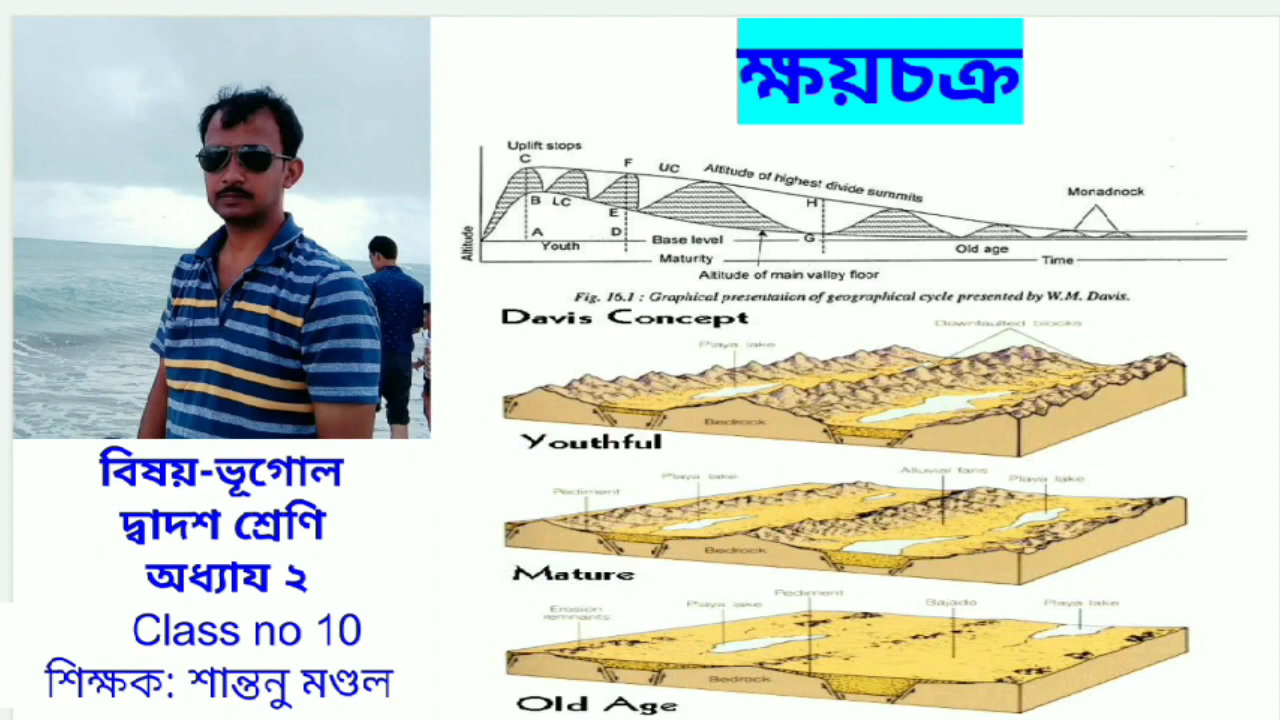 ক্ষয়চক্র
Uplift stops
C
F
UC
Altitude of highest divide summits
Monadnock
B
LC
H
E
A
D
G
Altitude
Youth
Base level
Old age
Maturity
Time
Altitude of main valley floor
Fig. 16.1 : Graphical presentation of geographical cycle presented by W.M. Davis.
Davis Concept
Downfaulted blocks
Playa lake
Bedrock
Youthful
Alluvial fans
Playa lake
Playa lake
Pediment
Bedrock
Mature
Pediment
Erosion
remnants
Playa lake
Bajada
Playa lake
Bedrock
Old Age
বিষয়-ভূগোল
দ্বাদশ শ্রেণি
অধ্যায ২
Class no 10
শিক্ষক: শান্তনু মণ্ডল